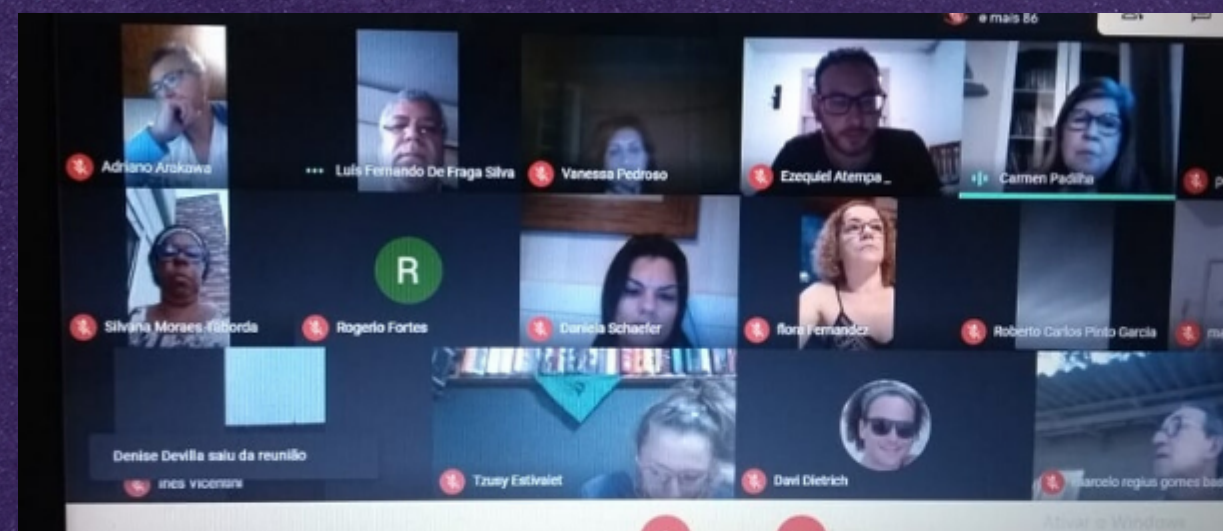 e mais 86
Adriano Arakawa
Luis Fernando De Fraga Silva
Vanessa Pedroso
Ezequiel Atempa_
Carmen Padilha
Silvana Moraes Taborda
R
Rogerio Fortes
Daniela Schaefer
flora Fernandez
Roberto Carlos Pinto Garcia
Denise Devilla saiu da reunião
Ines Vicentini
Tzusy Estivalet
Davi Dietrich
marcelo regius gomes bas